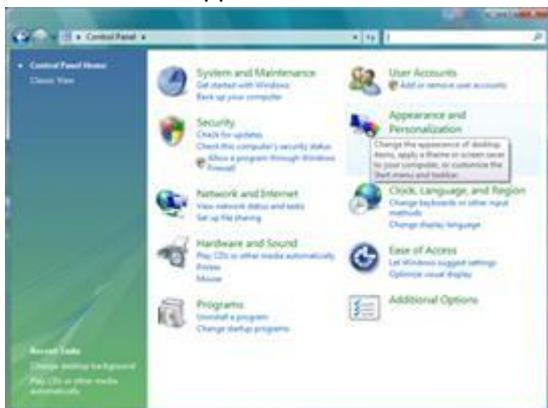 Control Panel
Control Panel Home
Classic View
System and Maintenance
Get started with Windows
Back up your computer
Security
Check for updates
Check this computer's security status
Allow a program through Windows
Firewall
Network and Internet
View network status and tasks
Set up file sharing
Hardware and Sound
Play CDs or other media automatically
Printer
Mouse
Programs
Uninstall a program
Change startup programs
User Accounts
Add or remove user accounts
Appearance and
Personalization
Change the appearance of desktop
items, apply a theme or screen saver
to your computer, or customize the
Start menu and taskbar.
Clock, Language, and Region
Change keyboards or other input
methods
Change display language
Ease of Access
Let Windows suggest settings
Optimize visual display
Additional Options
Recent Tasks
Change desktop background
Play CDs or other media
automatically